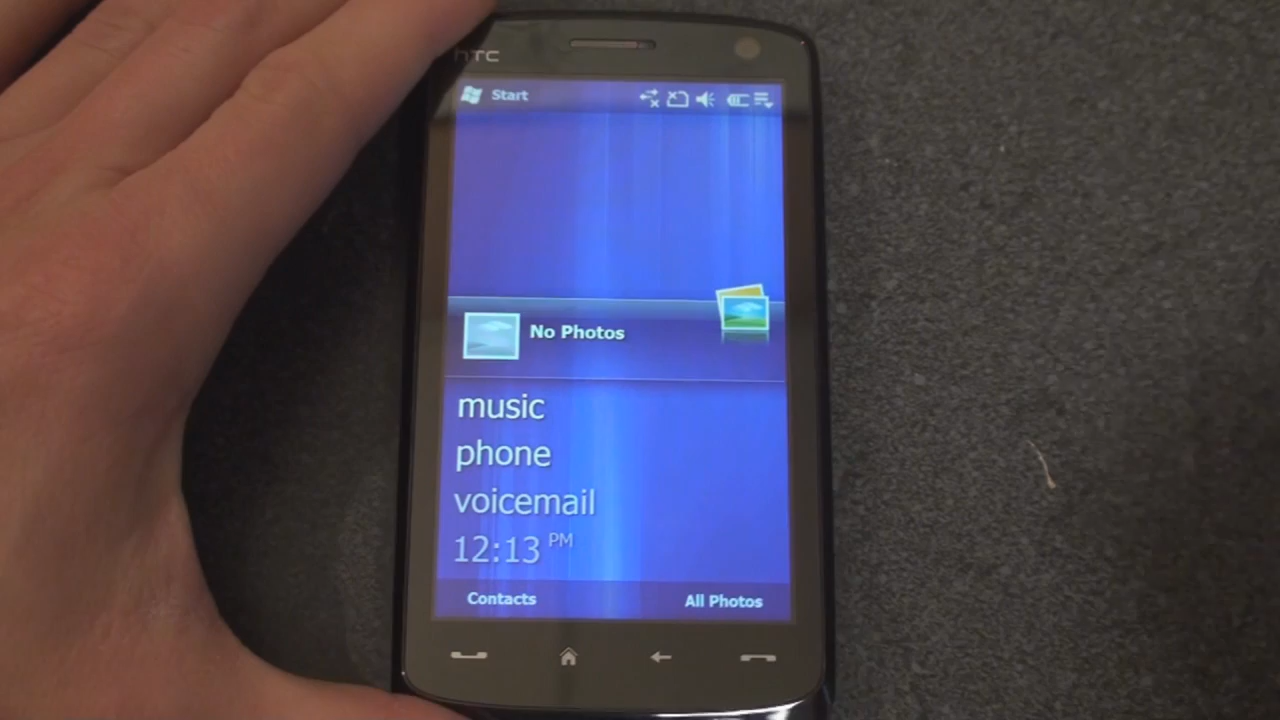 hTC
Start
No Photos
music
phone
voicemail
12:13 PM
Contacts
All Photos